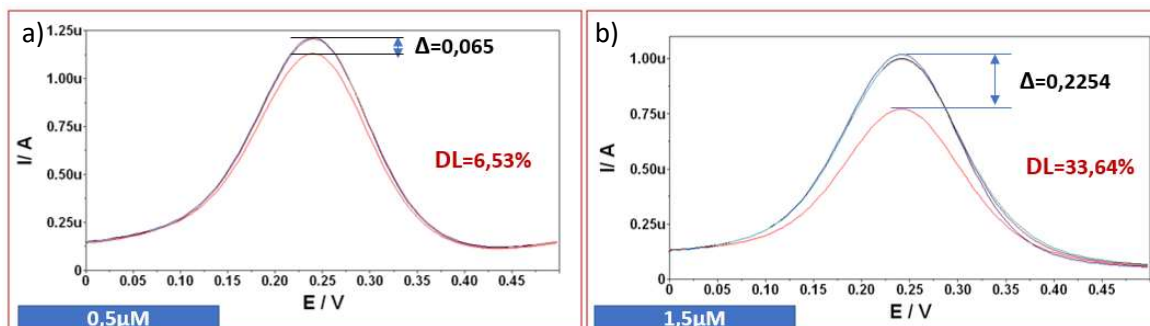 a)
1.25u
1.00u
0.75u
0.50u
0.25u
0
I/ A
Δ=0,065
DL=6,53%
0 0.05 0.10 0.15 0.20 0.25 0.30 0.35 0.40 0.45
E / V
0,5µM
b)
1.00u
0.75u
0.50u
0.25u
0
I/ A
Δ=0,2254
DL=33,64%
0 0.05 0.10 0.15 0.20 0.25 0.30 0.35 0.40 0.45
E / V
1,5µM